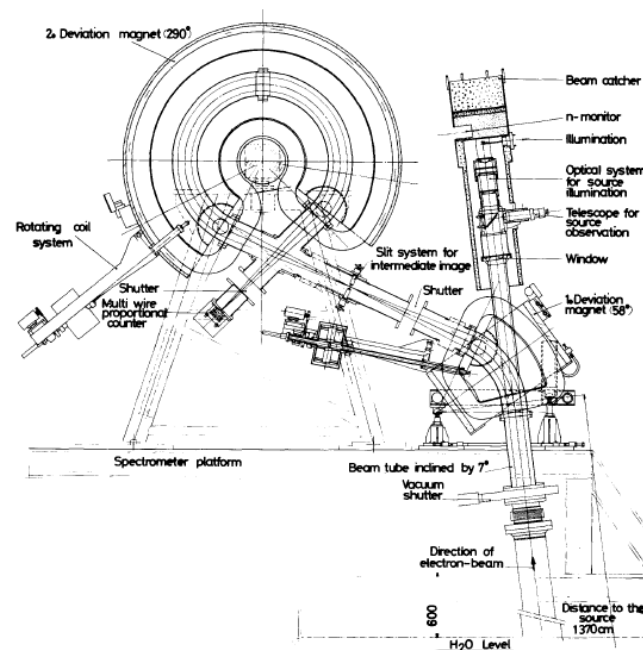 2. Deviation magnet (290°)
Beam catcher
n-monitor
Illumination
Optical system
for source
illumination
Telescope for
source
observation
Window
Rotating coil
system
Slit system for
intermediate image
Shutter
Shutter
Multi wire
proportional
counter
1. Deviation
magnet (58°)
Spectrometer platform
Beam tube inclined by 7°
Vacuum
shutter
Direction of
electron-beam
600
Distance to the
source
1370cm
H2O Level